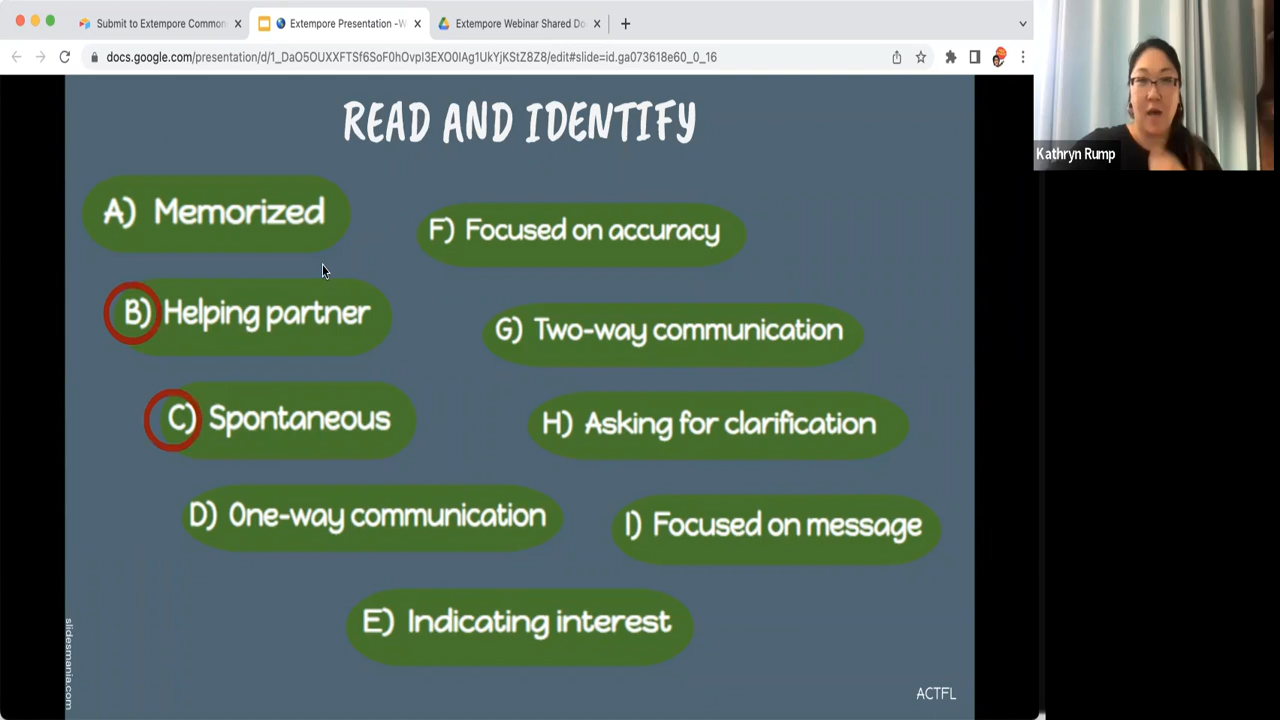 Submit to Extempore Common
Extempore Presentation - W
Extempore Webinar Shared Do
docs.google.com/presentation/d/1_DaO5OUXXFTSf6SoF0hOvpI3EXO0IAg1UkYjKStZ8Z8/edit#slide=id.ga073618e60_0_16
READ AND IDENTIFY
Kathryn Rump
A) Memorized
F) Focused on accuracy
B) Helping partner
G) Two-way communication
C) Spontaneous
H) Asking for clarification
D) One-way communication
I) Focused on message
E) Indicating interest
slidesmania.com
ACTFL